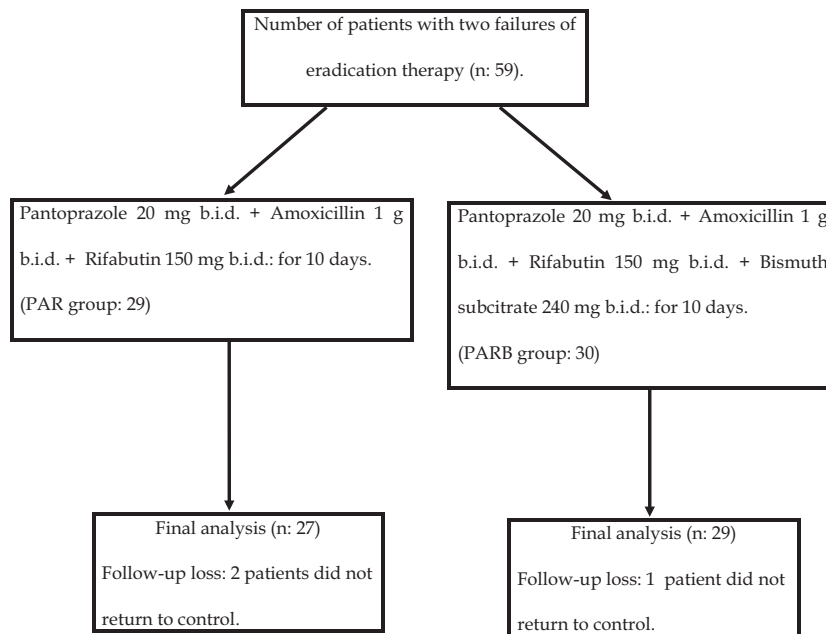 Number of patients with two failures of
eradication therapy (n: 59).
Pantoprazole 20 mg b.i.d. + Amoxicillin 1 g
b.i.d. + Rifabutin 150 mg b.i.d.: for 10 days.
(PAR group: 29)
Pantoprazole 20 mg b.i.d. + Amoxicillin 1 g
b.i.d. + Rifabutin 150 mg b.i.d. + Bismuth
subcitrate 240 mg b.i.d.: for 10 days.
(PARB group: 30)
Final analysis (n: 27)
Follow-up loss: 2 patients did not
return to control.
Final analysis (n: 29)
Follow-up loss: 1 patient did not
return to control.